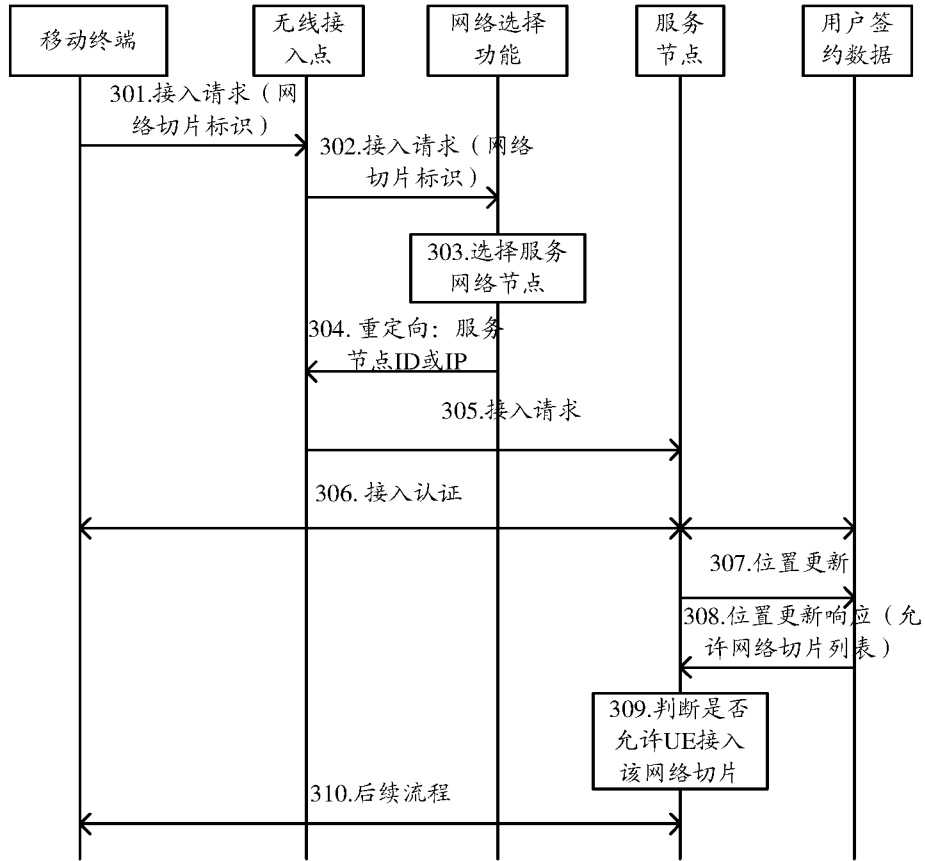 移动终端
无线接
入点
网络选择
功能
服务
节点
用户签
约数据
301.接入请求（网
络切片标识）
302.接入请求（网络
切片标识）
303.选择服务
网络节点
304. 重定向：服务
节点ID或IP
305.接入请求
306. 接入认证
307.位置更新
308.位置更新响应（允
许网络切片列表）
309.判断是否
允许UE接入
该网络切片
310.后续流程